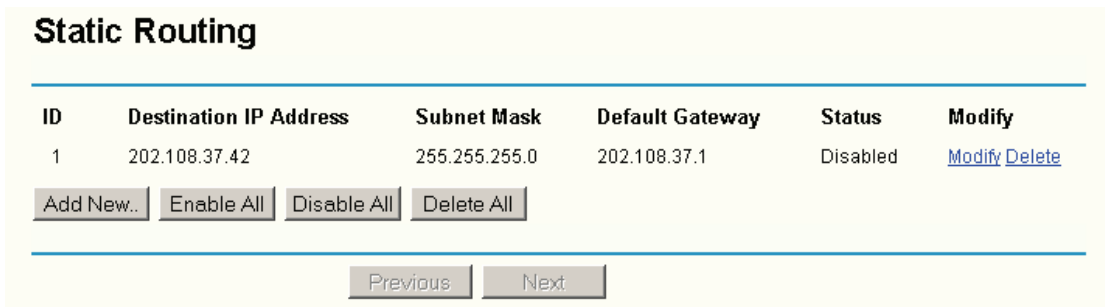 Static Routing
ID Destination IP Address Subnet Mask Default Gateway Status Modify
1 202.108.37.42 255.255.255.0 202.108.37.1 Disabled Modify Delete
Add New.. Enable All Disable All Delete All
Previous Next